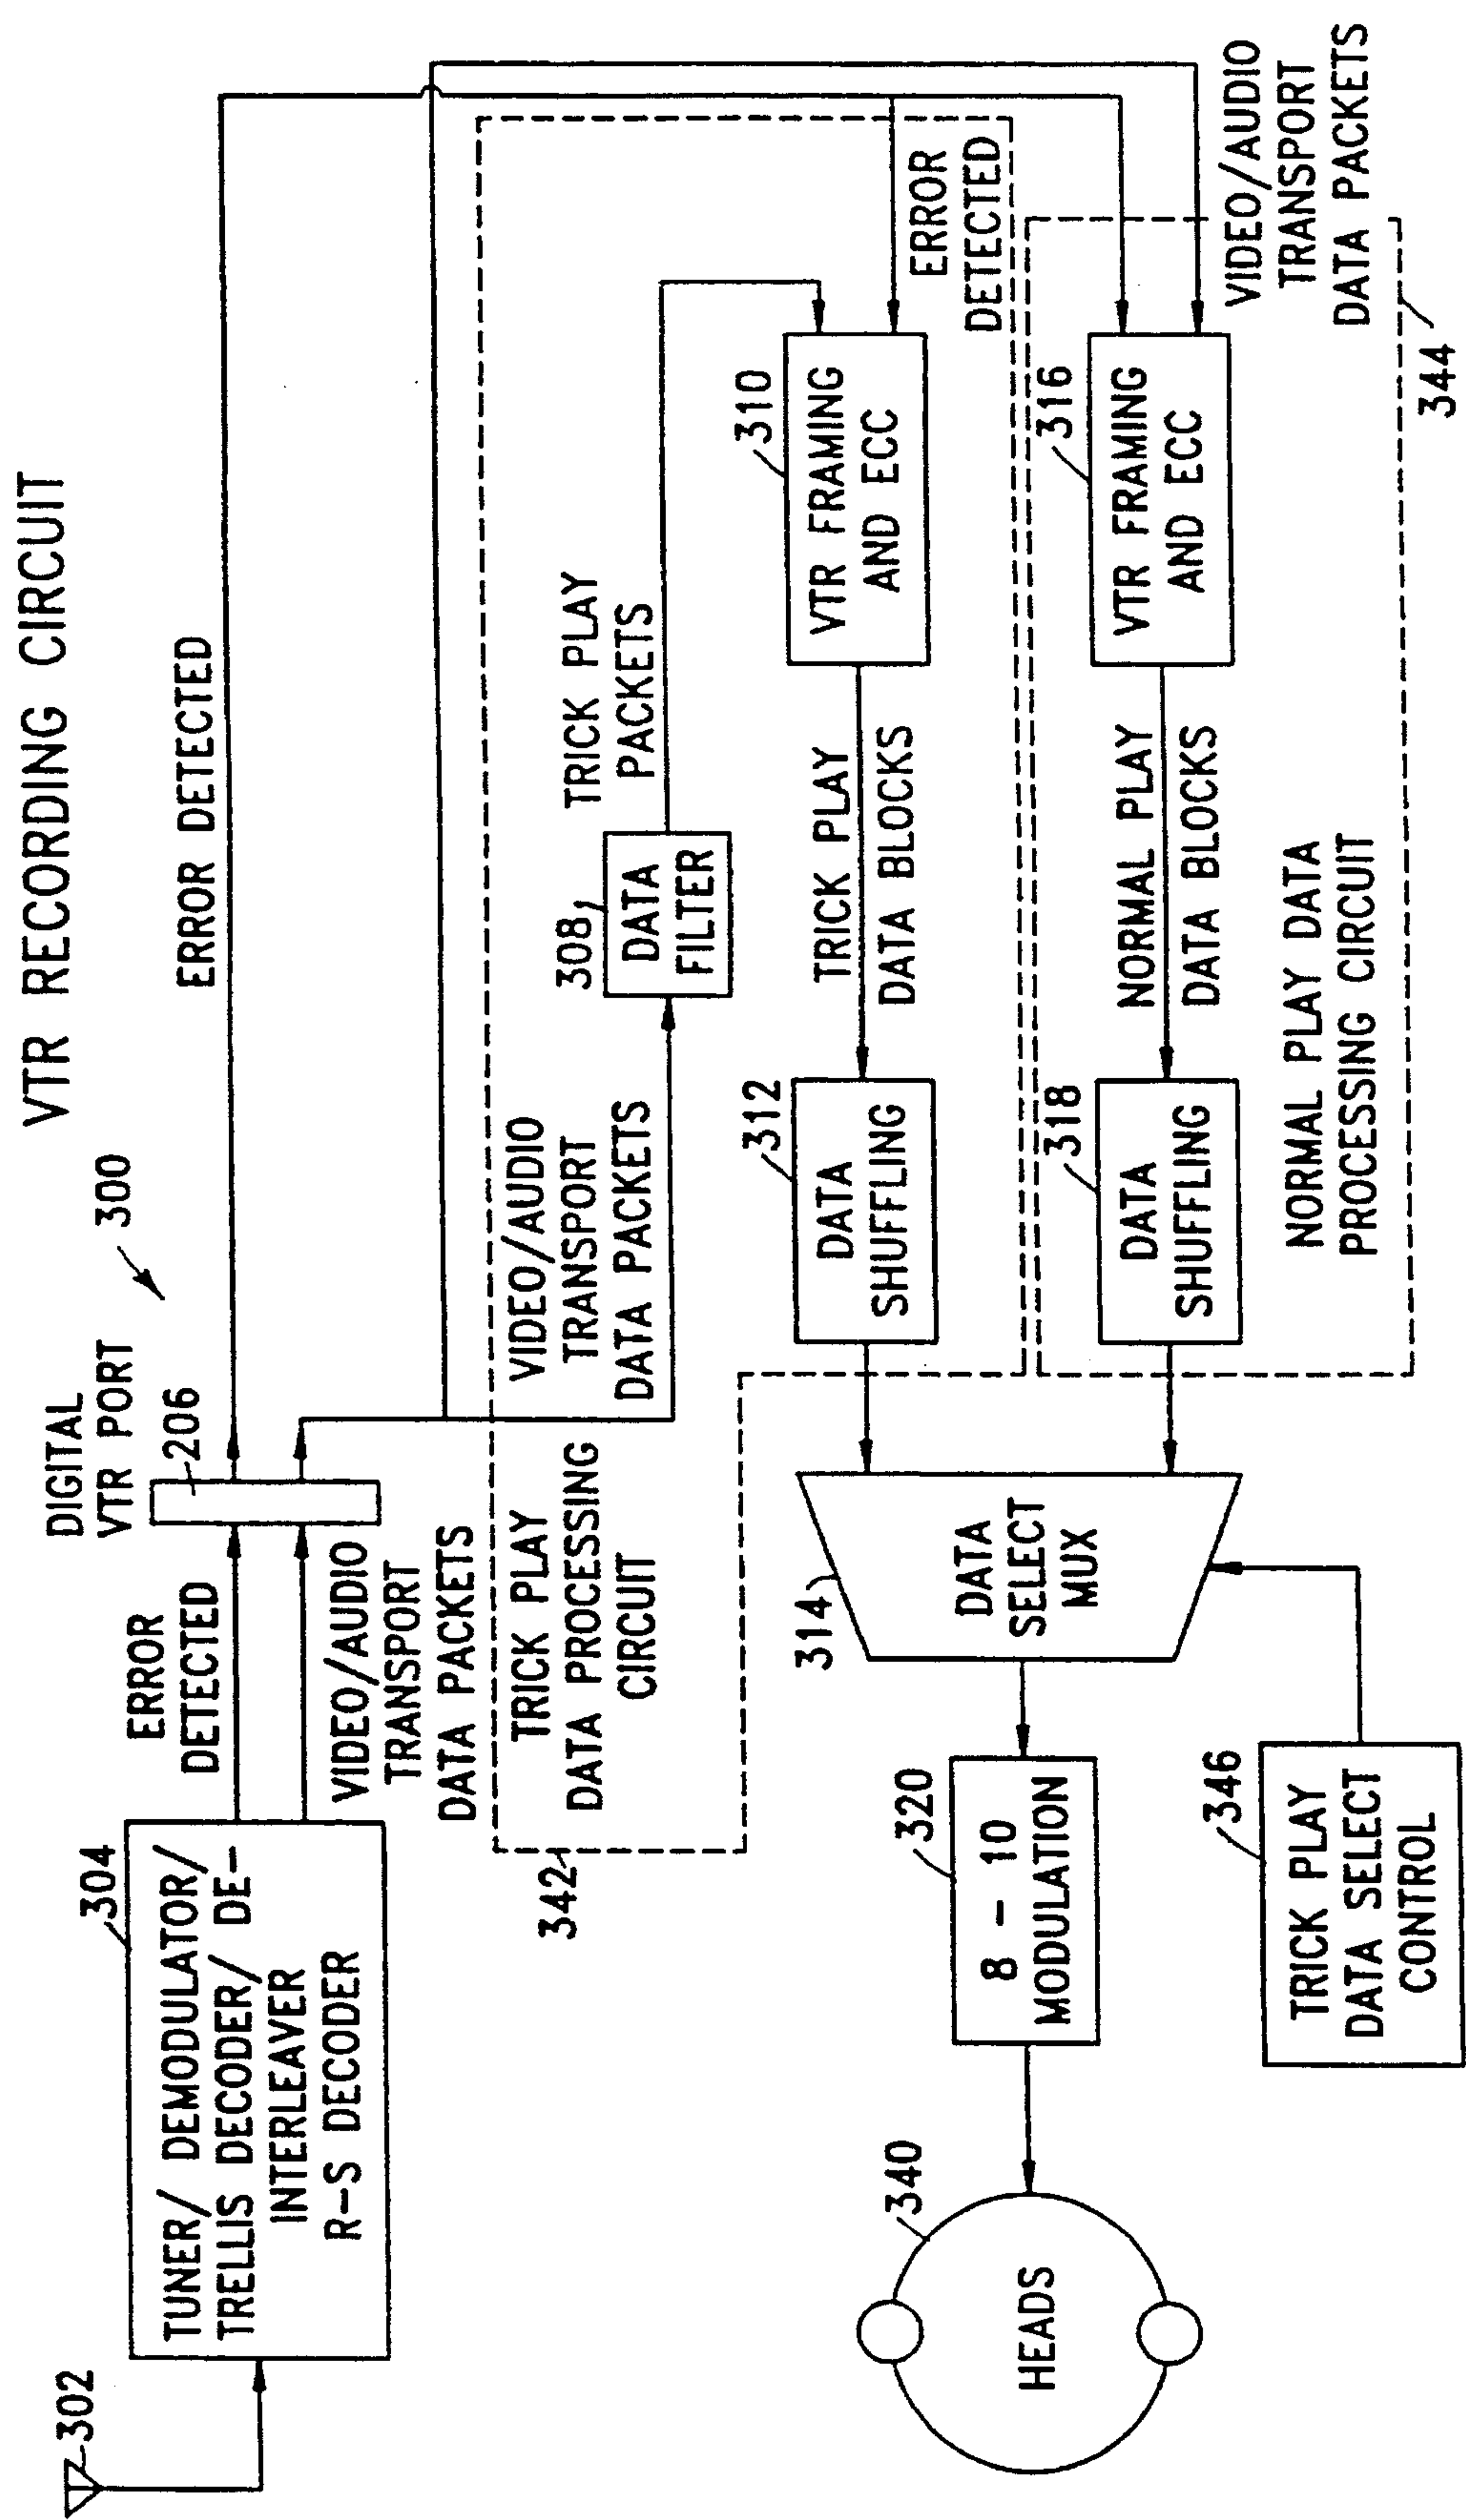 VTR RECORDING CIRCUIT
300
302
304
TUNER/ DEMODULATOR/
TRELLIS DECODER/ DE-
INTERLEAVER
R-S DECODER
ERROR
DETECTED
VIDEO/AUDIO
TRANSPORT
DATA PACKETS
DIGITAL
VTR PORT
206
ERROR DETECTED
342
TRICK PLAY
DATA PROCESSING
CIRCUIT
VIDEO/AUDIO
TRANSPORT
DATA PACKETS
308
DATA
FILTER
TRICK PLAY
PACKETS
310
VTR FRAMING
AND ECC
ERROR
DETECTED
TRICK PLAY
DATA BLOCKS
312
DATA
SHUFFLING
316
VTR FRAMING
AND ECC
VIDEO/AUDIO
TRANSPORT
DATA PACKETS
344
NORMAL PLAY
DATA BLOCKS
318
DATA
SHUFFLING
NORMAL PLAY DATA
PROCESSING CIRCUIT
314
DATA
SELECT
MUX
320
8 - 10
MODULATION
340
HEADS
346
TRICK PLAY
DATA SELECT
CONTROL